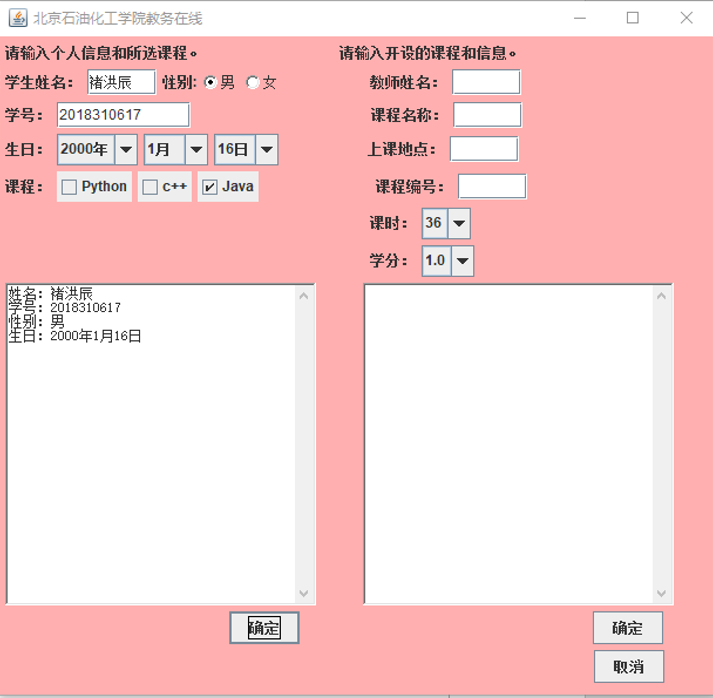 北京石油化工学院教务在线
请输入个人信息和所选课程。
学生姓名： 褚洪辰 性别: 男 女
学号： 2018310617
生日： 2000年 1月 16日
课程： Python c++ Java
姓名：褚洪辰
学号：2018310617
性别：男
生日：2000年1月16日
确定
请输入开设的课程和信息。
教师姓名：
课程名称：
上课地点：
课程编号：
课时： 36
学分： 1.0
确定
取消